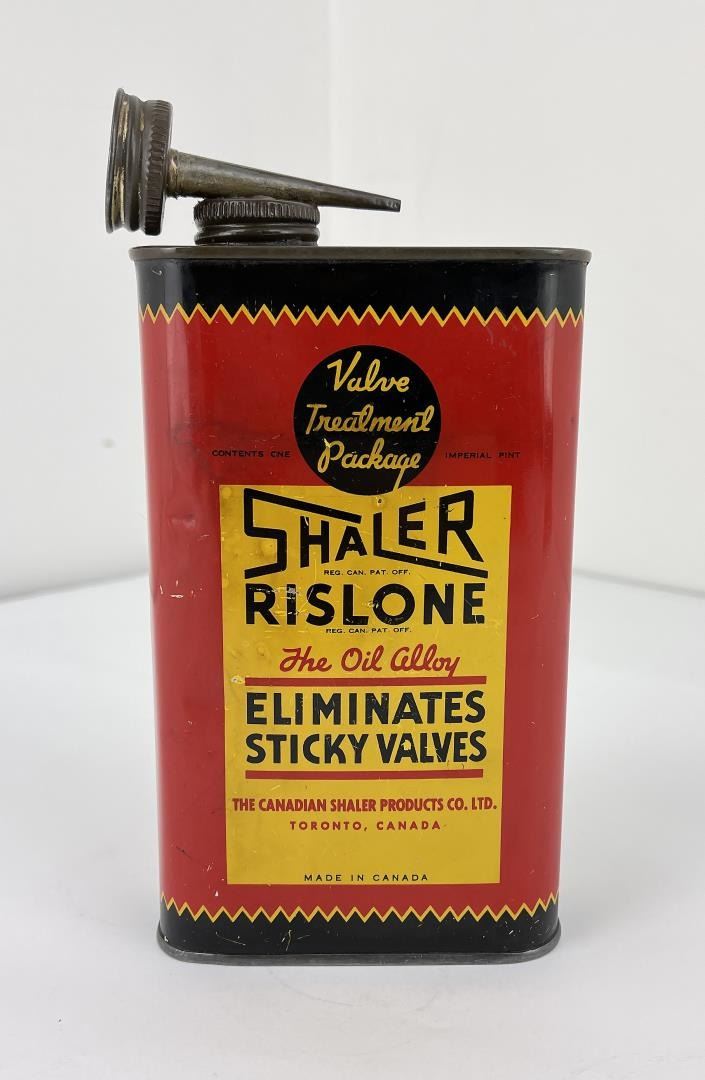 Valve
Treatment
Package
CONTENTS ONE IMPERIAL PINT
SHALER
REG. CAN. PAT. OFF.
RISLONE
REG. CAN. PAT. OFF.
The Oil Alloy
ELIMINATES
STICKY VALVES
THE CANADIAN SHALER PRODUCTS CO. LTD.
TORONTO, CANADA
MADE IN CANADA